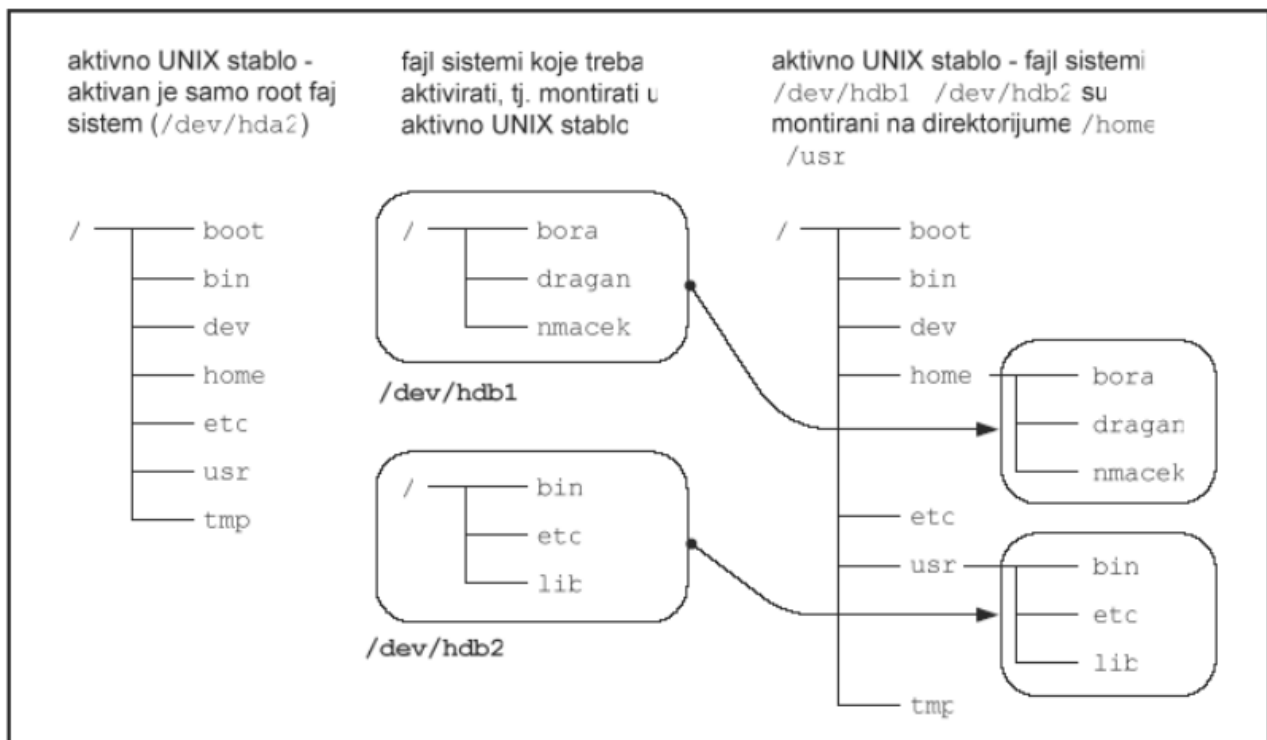 aktivno UNIX stablo -
aktivan je samo root faj
sistem (/dev/hda2)
fajl sistemi koje treba
aktivirati, tj. montirati u
aktivno UNIX stablo
aktivno UNIX stablo - fajl sistemi
/dev/hdb1 /dev/hdb2 su
montirani na direktorijume /home
/usr
/
boot
bin
dev
home
etc
usr
tmp
/
bora
dragan
nmacek
/dev/hdb1
/
bin
etc
lib
/dev/hdb2
/
boot
bin
dev
home
bora
dragan
nmacek
etc
usr
bin
etc
lib
tmp